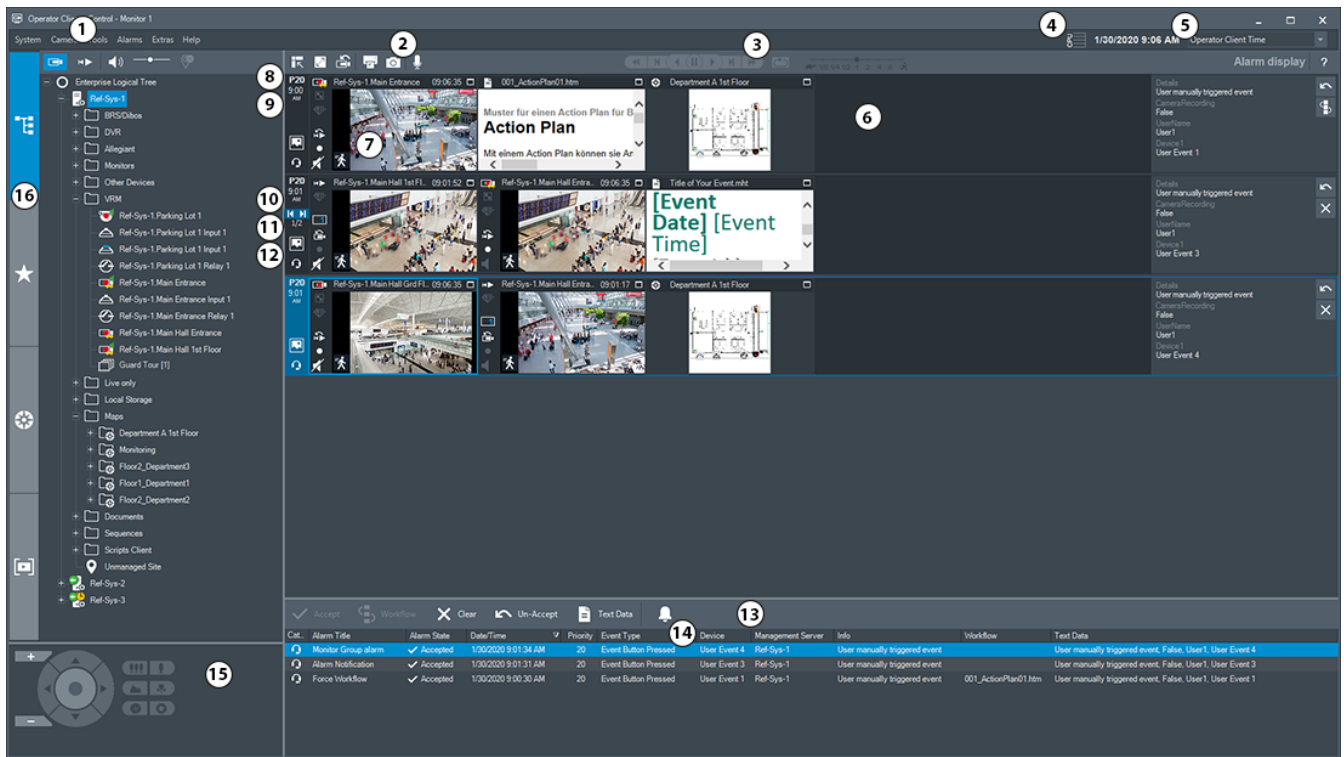 Operator Client Control - Monitor 1
1
4
5
System Camera Tools Alarms Extras Help
1/30/2020 9:06 AM Operator Client Time
2
3
Alarm display ?
Enterprise Logical Tree
Ref-Sys-1
BRS/Dibos
DVR
Allegiant
Monitors
Other Devices
VRM
Ref-Sys-1.Parking Lot 1
Ref-Sys-1.Parking Lot 1 Input 1
Ref-Sys-1.Parking Lot 1 Input 1
Ref-Sys-1.Parking Lot 1 Relay 1
Ref-Sys-1.Main Entrance
Ref-Sys-1.Main Entrance Input 1
Ref-Sys-1.Main Entrance Relay 1
Ref-Sys-1.Main Hall Entrance
Ref-Sys-1.Main Hall 1st Floor
Guard Tour [1]
Live only
Local Storage
Maps
Department A 1st Floor
Monitoring
Floor2_Department3
Floor1_Department1
Floor2_Department2
Documents
Sequences
Scripts Client
Unmanaged Site
Ref-Sys-2
Ref-Sys-3
16
8
9
10
11
12
P20
9:00
AM
Ref-Sys-1.Main Entrance 09:06:35
001_ActionPlan01.htm
Department A 1st Floor
7
Muster für einen Action Plan für B
Action Plan
Mit einem Action Plan können sie Ar
6
Details
User manually triggered event
CameraRecording
False
UserName
User1
Device1
User Event 1
P20
9:01
AM
1/2
Ref-Sys-1.Main Hall 1st Fl.. 09:01:52
Ref-Sys-1.Main Hall Entra.. 09:06:35
Title of Your Event.mht
[Event
Date] [Event
Time]
Details
User manually triggered event
CameraRecording
False
UserName
User1
Device1
User Event 3
P20
9:01
AM
Ref-Sys-1.Main Hall Grd Fl.. 09:06:35
Ref-Sys-1.Main Hall Entra.. 09:01:17
Department A 1st Floor
Details
User manually triggered event
CameraRecording
False
UserName
User1
Device1
User Event 4
Accept Workflow Clear Un-Accept Text Data
13
14
Cat.. Alarm Title Alarm State Date/Time Priority Event Type Device Management Server Info Workflow Text Data
Monitor Group alarm Accepted 1/30/2020 9:01:34 AM 20 Event Button Pressed User Event 4 Ref-Sys-1 User manually triggered event User manually triggered event, False, User1, User Event 4
Alarm Notification Accepted 1/30/2020 9:01:31 AM 20 Event Button Pressed User Event 3 Ref-Sys-1 User manually triggered event User manually triggered event, False, User1, User Event 3
Force Workflow Accepted 1/30/2020 9:00:30 AM 20 Event Button Pressed User Event 1 Ref-Sys-1 User manually triggered event 001_ActionPlan01.htm User manually triggered event, False, User1, User Event 1
15